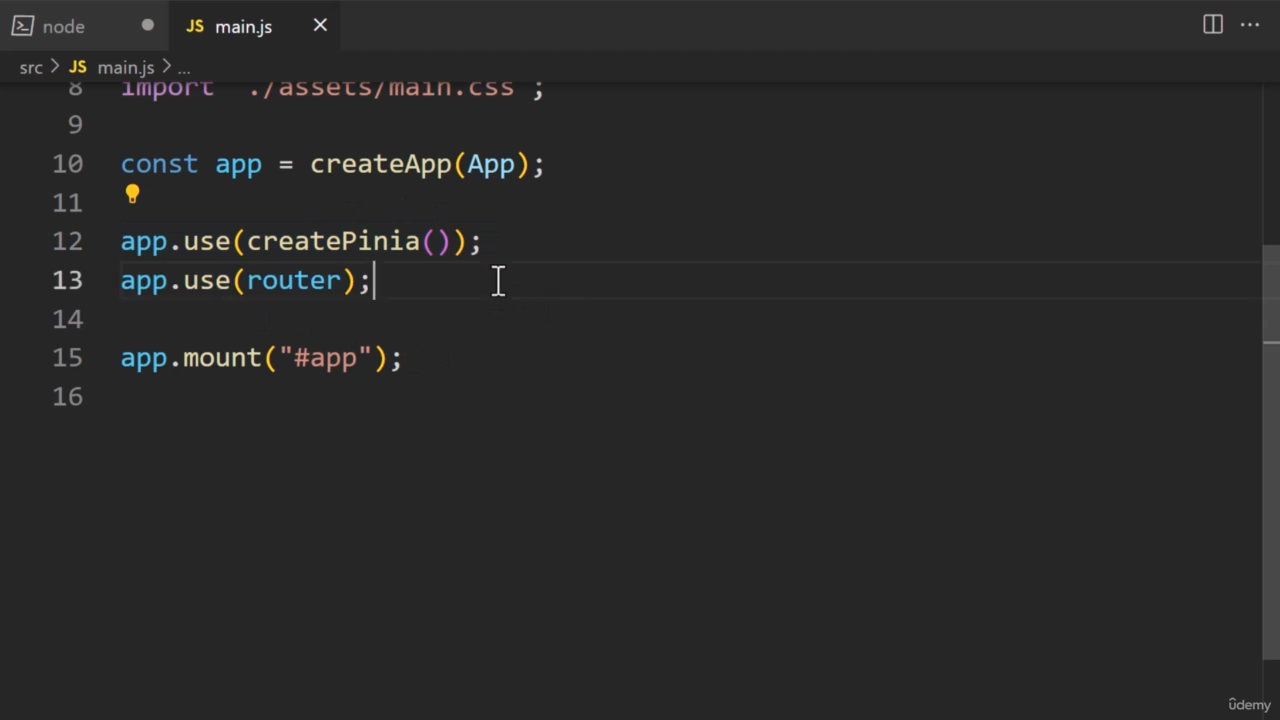 node JS main.js
src > JS main.js > ...
8 import "./assets/main.css";
9
10 const app = createApp(App);
11
12 app.use(createPinia());
13 app.use(router);
14
15 app.mount("#app");
16
ûdemy